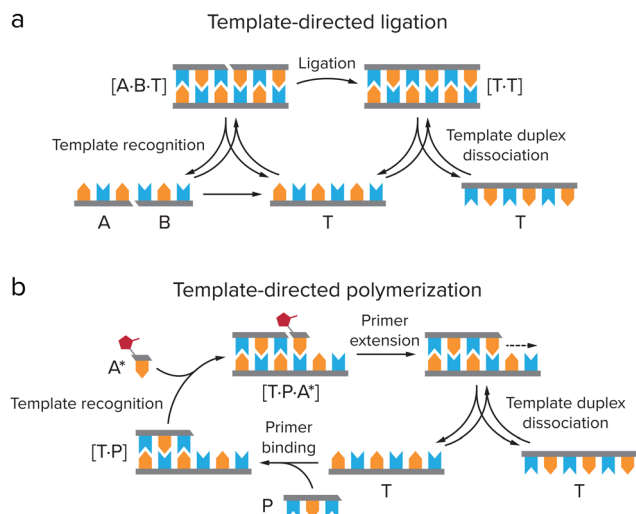 a
Template-directed ligation
[A·B·T]
Ligation
[T·T]
Template recognition
Template duplex
dissociation
A
B
T
T
b
Template-directed polymerization
A*
Primer
extension
[T·P·A*]
Template recognition
Template duplex
dissociation
[T·P]
Primer
binding
T
T
P